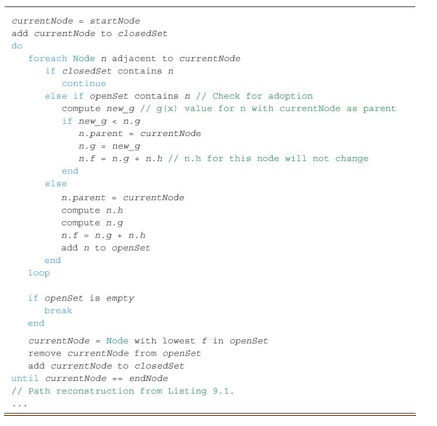 currentNode = startNode
add currentNode to closedSet
do
foreach Node n adjacent to currentNode
if closedSet contains n
continue
else if openSet contains n // Check for adoption
compute new_g // g(x) value for n with currentNode as parent
if new_g < n.g
n.parent = currentNode
n.g = new_g
n.f = n.g + n.h // n.h for this node will not change
end
else
n.parent = currentNode
compute n.h
compute n.g
n.f = n.g + n.h
add n to openSet
end
loop
if openSet is empty
break
end
currentNode = Node with lowest f in openSet
remove currentNode from openSet
add currentNode to closedSet
until currentNode == endNode
// Path reconstruction from Listing 9.1.
...